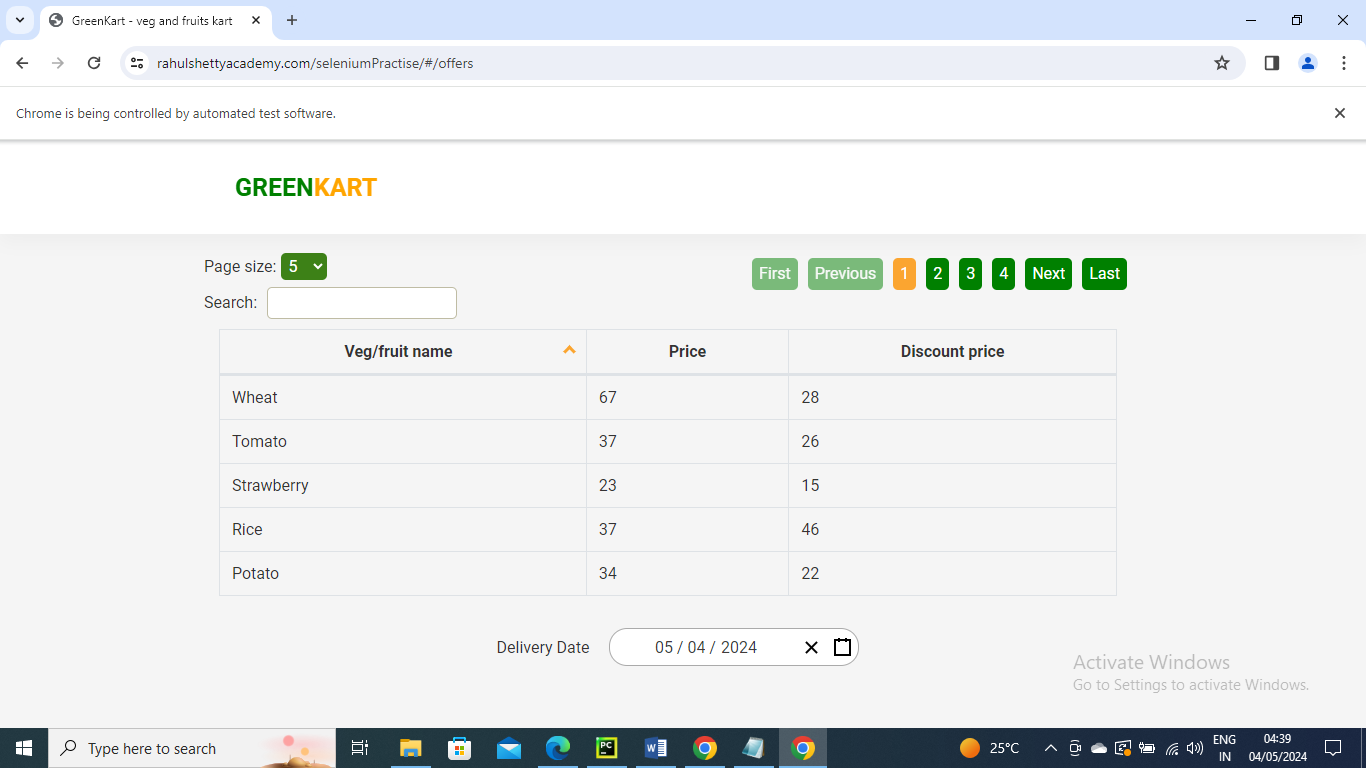 GreenKart - veg and fruits kart
rahulshettyacademy.com/seleniumPractise/#/offers
Chrome is being controlled by automated test software.
GREENKART
Page size: 5
First Previous 1 2 3 4 Next Last
Search:
Veg/fruit name Price Discount price
Wheat 67 28
Tomato 37 26
Strawberry 23 15
Rice 37 46
Potato 34 22
Delivery Date 05 / 04 / 2024
Activate Windows
Go to Settings to activate Windows.
Type here to search
PC
W
25°C
ENG
IN
04:39
04/05/2024